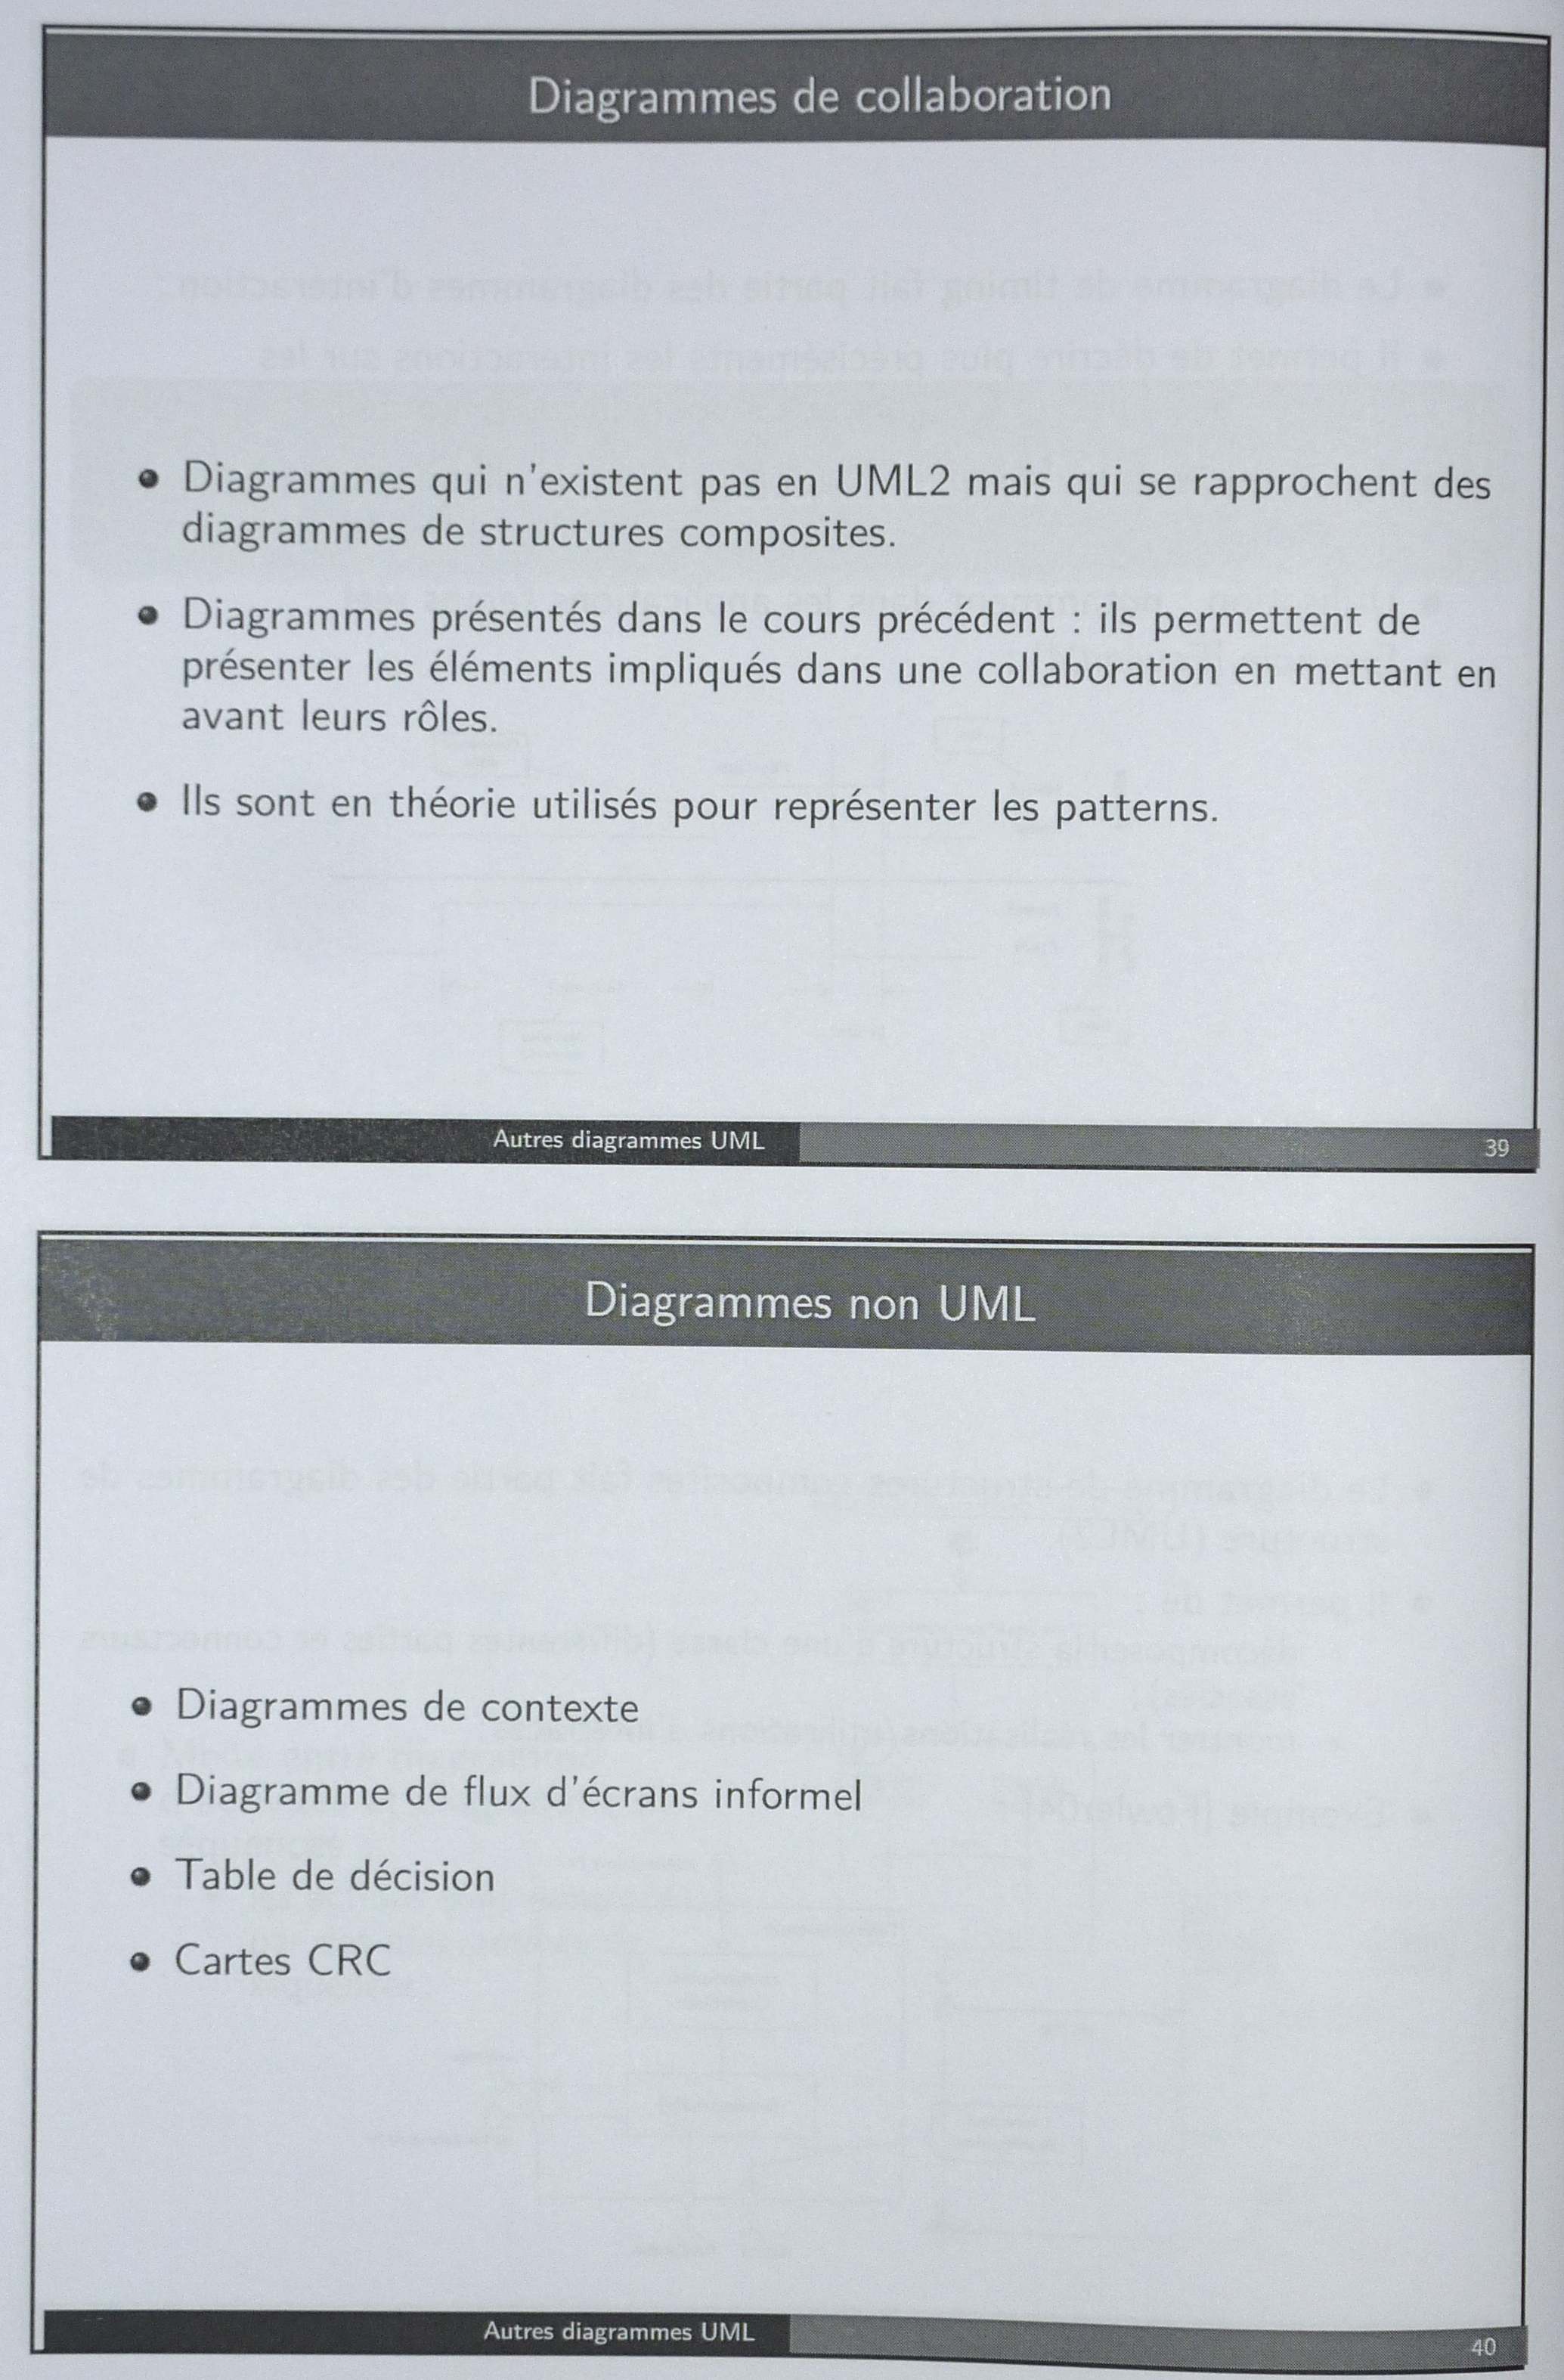 Diagrammes de collaboration
• Diagrammes qui n'existent pas en UML2 mais qui se rapprochent des
diagrammes de structures composites.
• Diagrammes présentés dans le cours précédent : ils permettent de
présenter les éléments impliqués dans une collaboration en mettant en
avant leurs rôles.
• Ils sont en théorie utilisés pour représenter les patterns.
Autres diagrammes UML 39
Diagrammes non UML
• Diagrammes de contexte
• Diagramme de flux d'écrans informel
• Table de décision
• Cartes CRC
Autres diagrammes UML 40